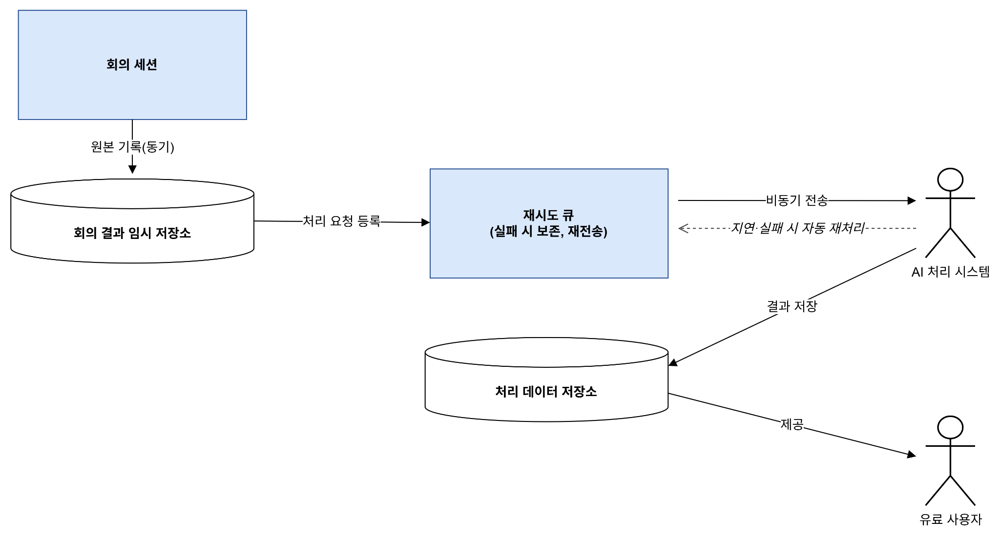 회의 세션
원본 기록(동기)
회의 결과 임시 저장소
처리 요청 등록
재시도 큐
(실패 시 보존, 재전송)
비동기 전송
지연·실패 시 자동 재처리
AI 처리 시스템
결과 저장
처리 데이터 저장소
제공
유료 사용자